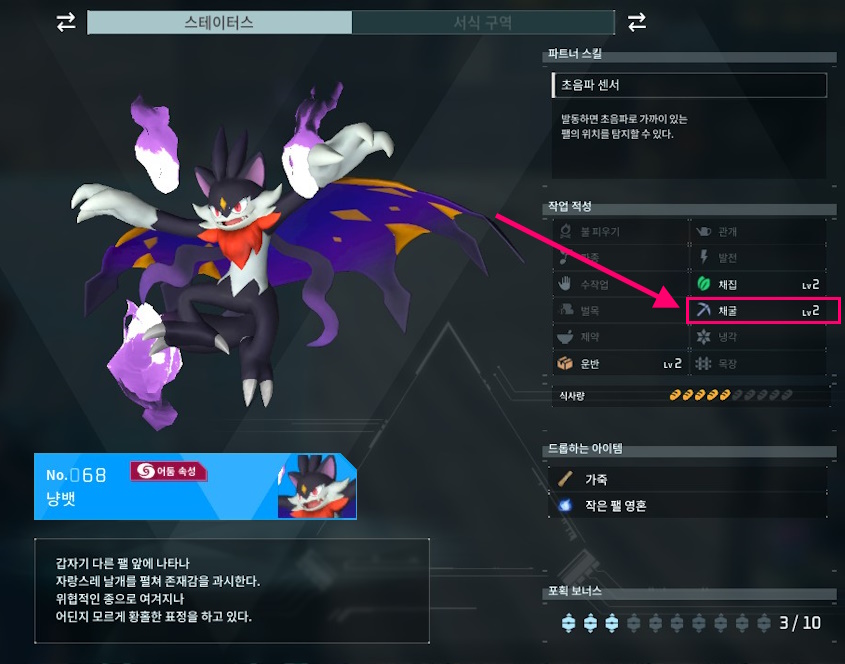 스테이터스
서식 구역
파트너 스킬
초음파 센서
발동하면 초음파로 가까이 있는
팰의 위치를 탐지할 수 있다.
작업 적성
불 피우기
관개
파종
발전
수작업
채집 Lv2
벌목
채굴 Lv2
제약
냉각
운반 Lv2
목장
식사량
드롭하는 아이템
가죽
작은 팰 영혼
No.068
어둠 속성
냥뱃
갑자기 다른 팰 앞에 나타나
자랑스레 날개를 펼쳐 존재감을 과시한다.
위협적인 종으로 여겨지나
어딘지 모르게 황홀한 표정을 하고 있다.
포획 보너스
3/10